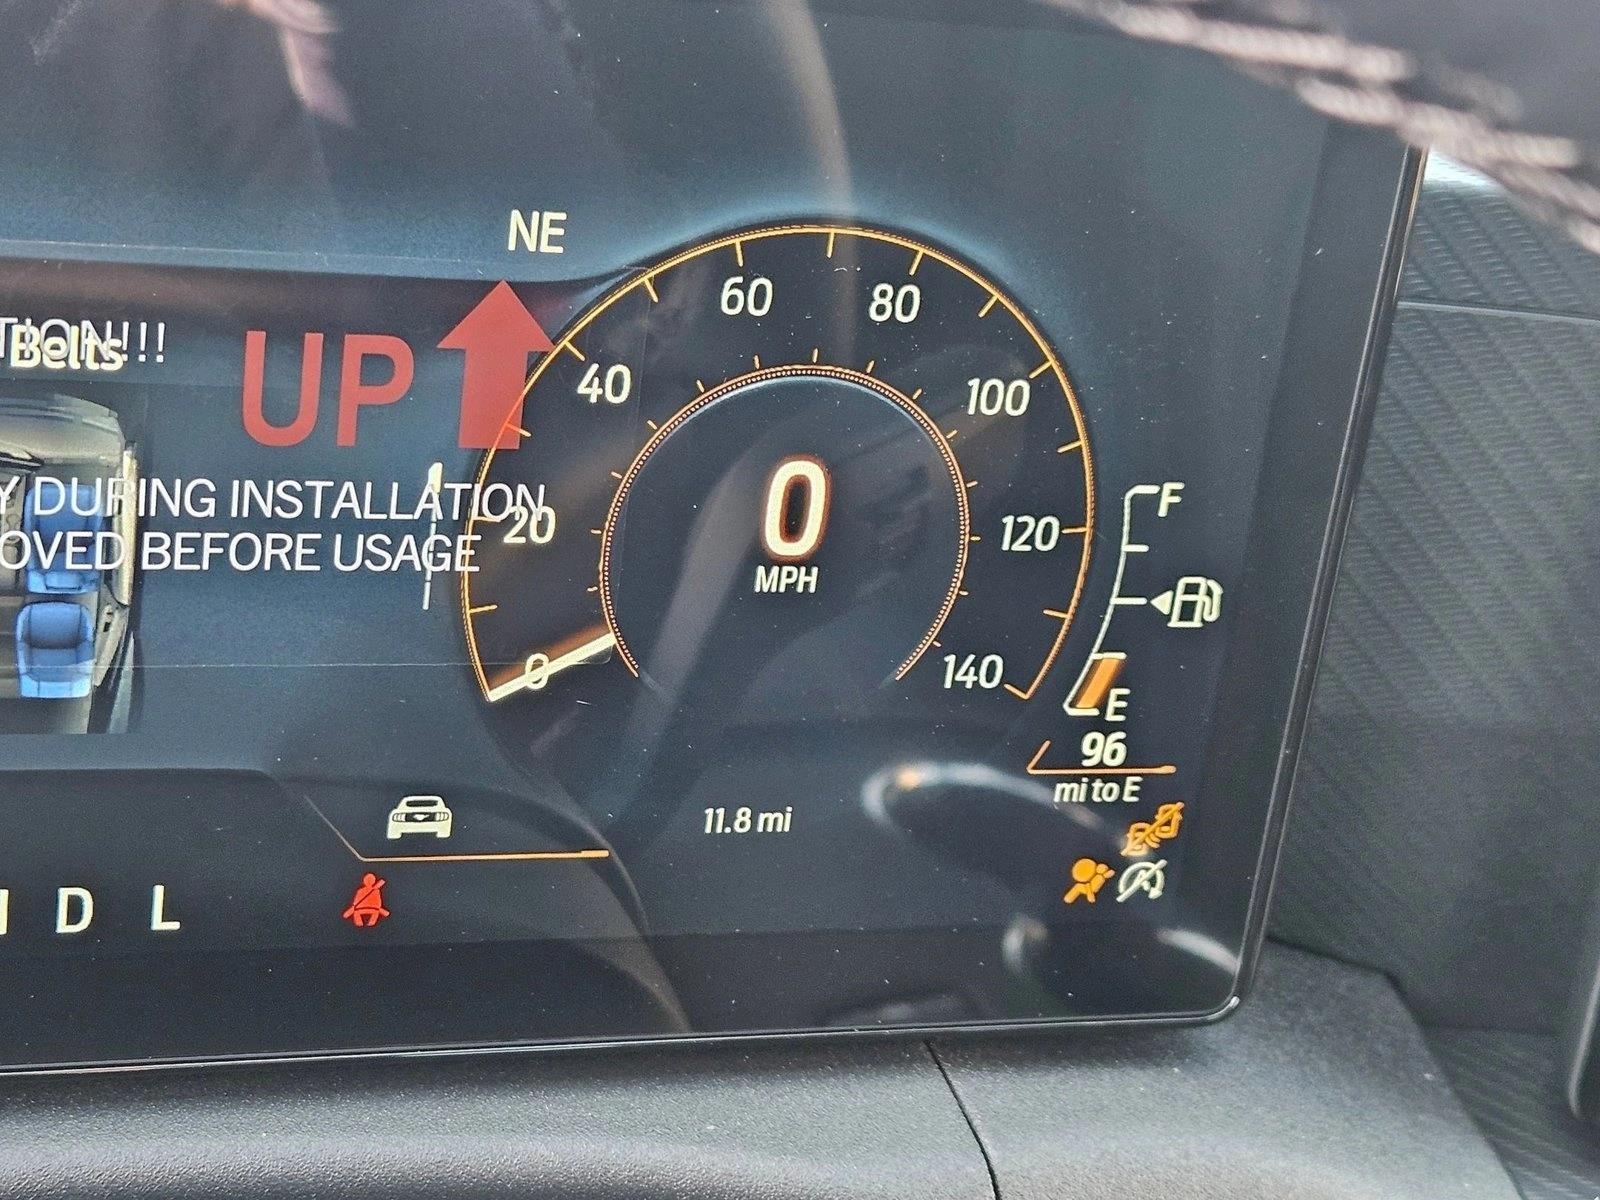 NE
TION!!!
Belts
UP
Y DURING INSTALLATION
OVED BEFORE USAGE
0
20
40
60
80
100
120
140
0
MPH
F
E
96
mi to E
11.8 mi
D L